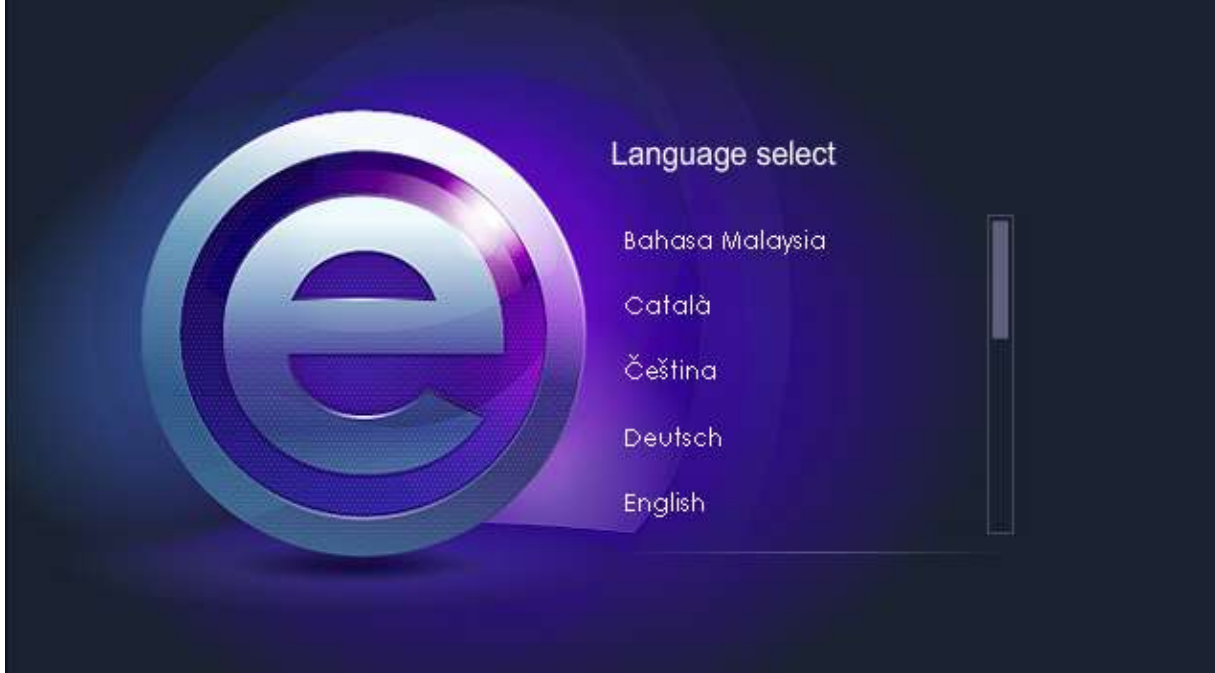 e
Language select
Bahasa Malaysia
Català
Čeština
Deutsch
English